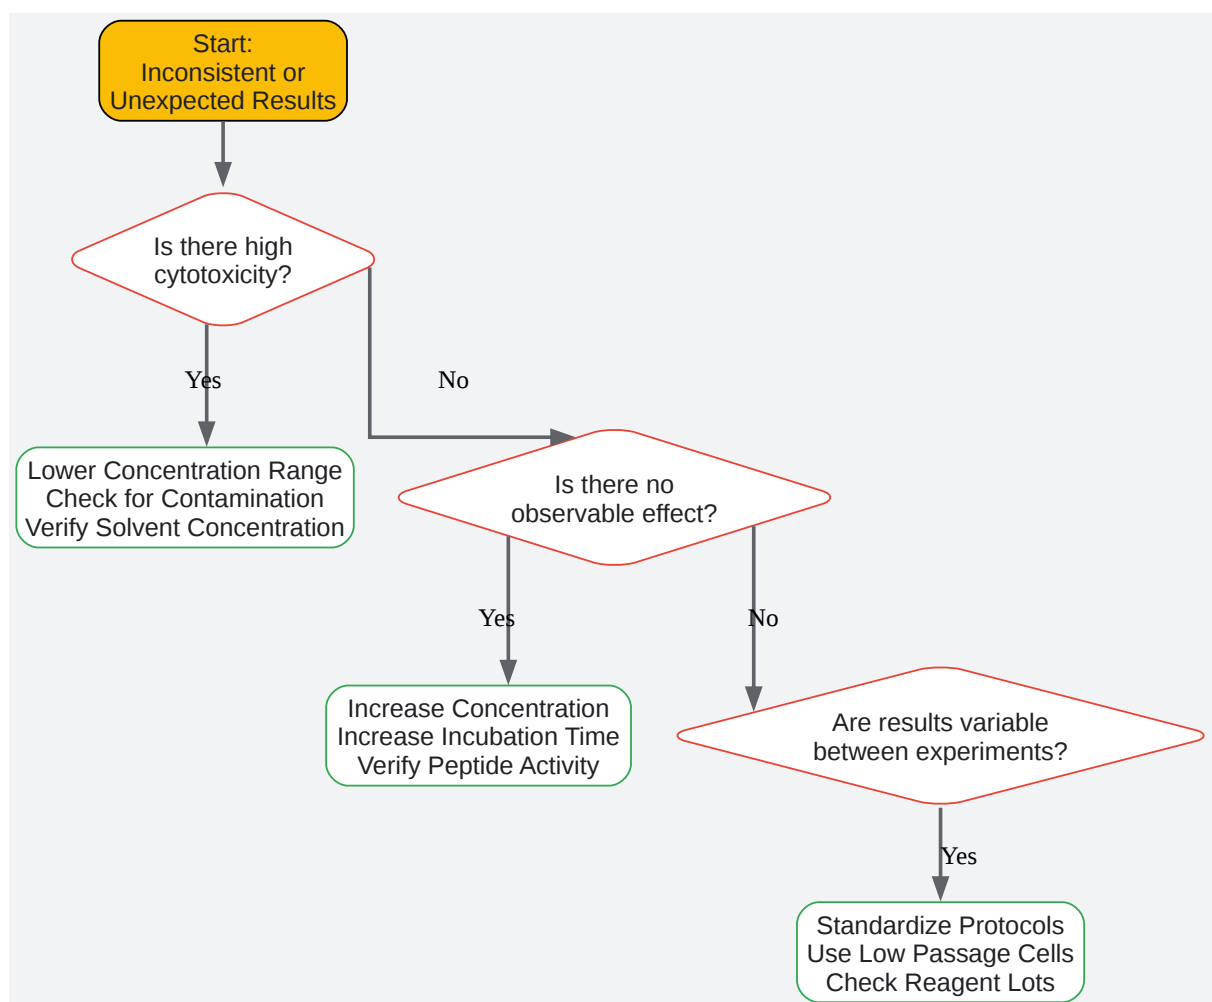 Start:
Inconsistent or
Unexpected Results
Is there high
cytotoxicity?
Yes
No
Lower Concentration Range
Check for Contamination
Verify Solvent Concentration
Is there no
observable effect?
Yes
No
Increase Concentration
Increase Incubation Time
Verify Peptide Activity
Are results variable
between experiments?
Yes
Standardize Protocols
Use Low Passage Cells
Check Reagent Lots